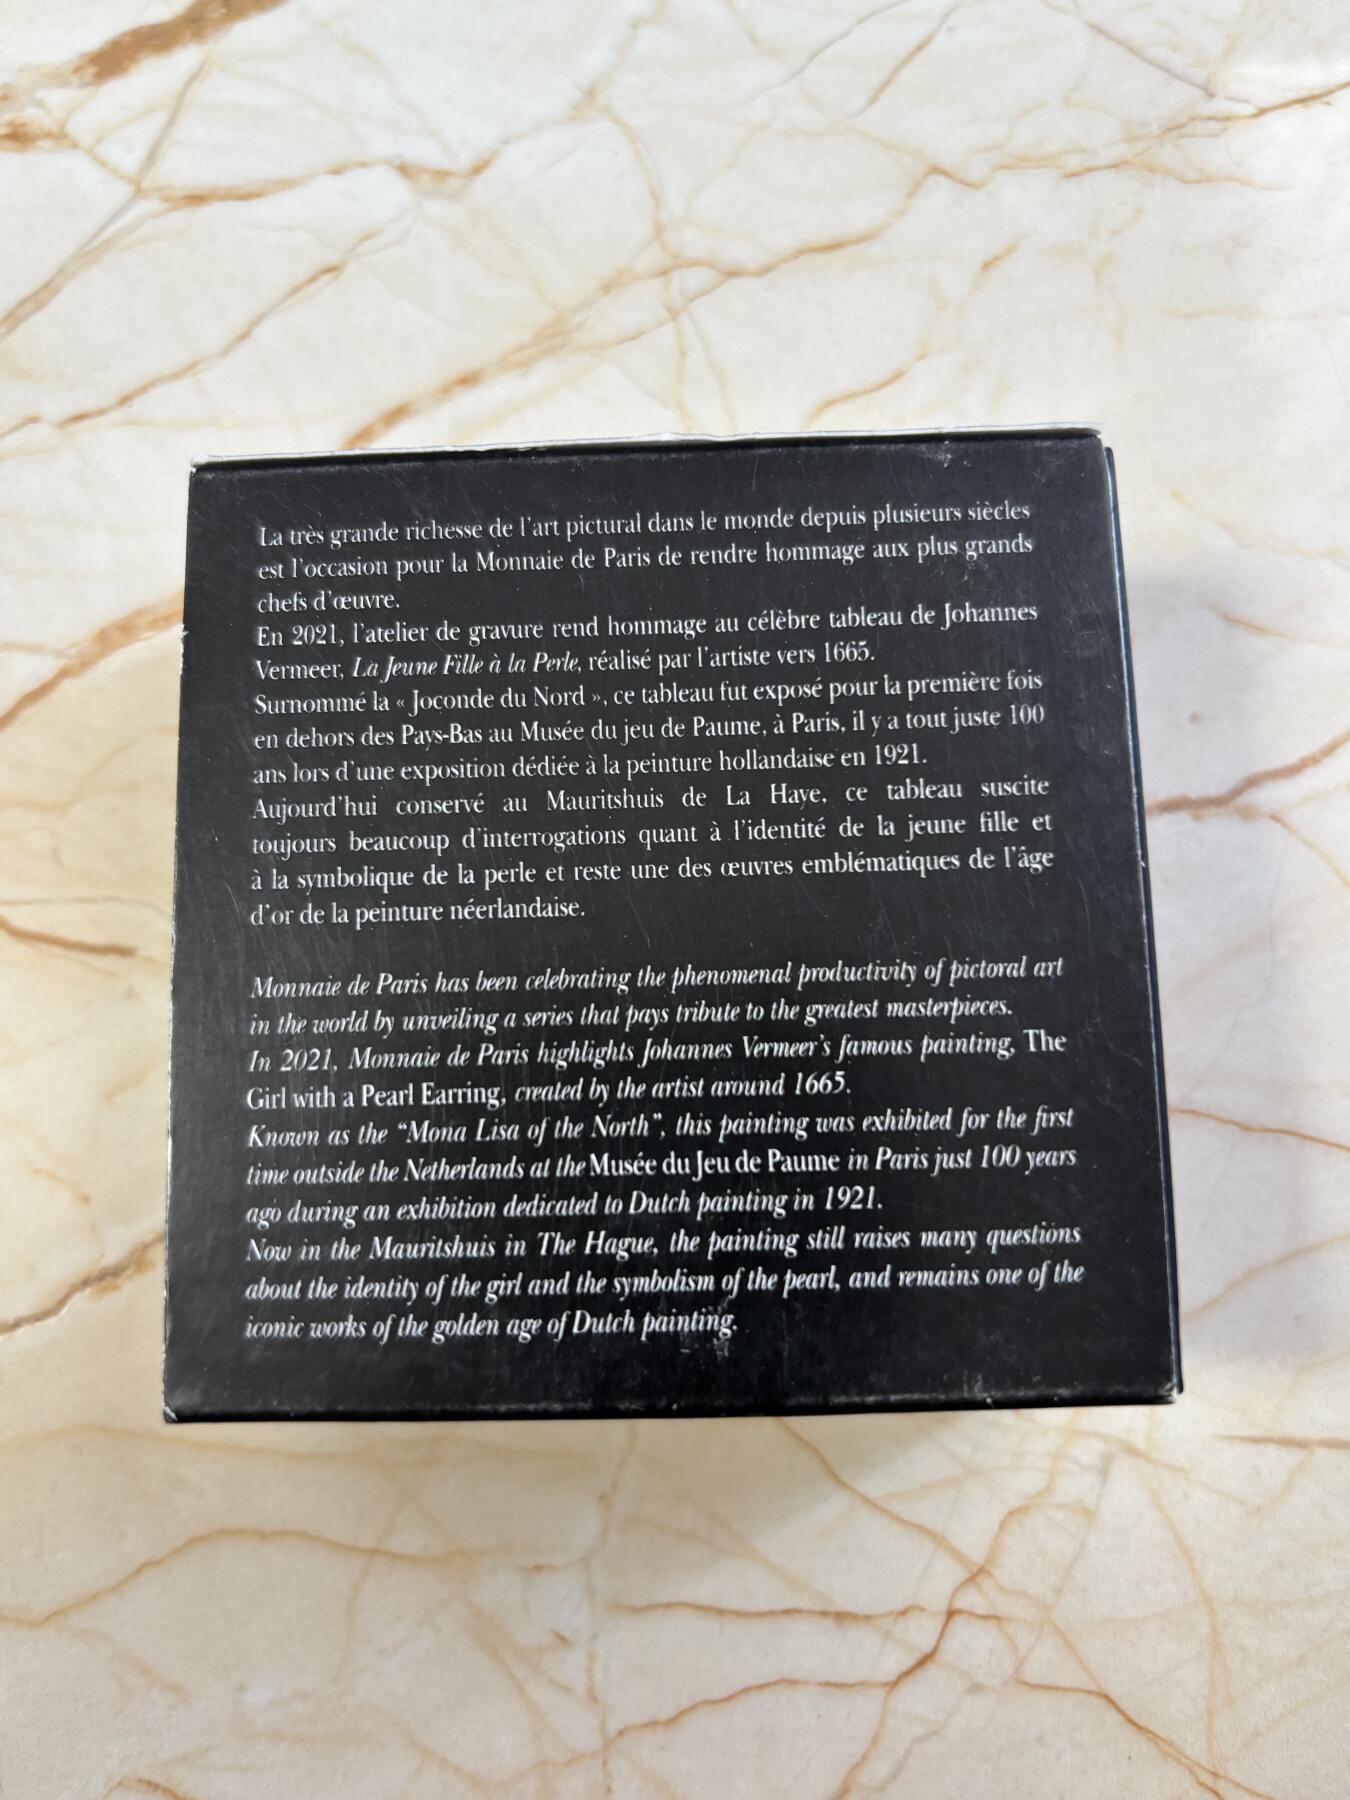 La très grande richesse de l'art pictural dans le monde depuis plusieurs siècles
est l'occasion pour la Monnaie de Paris de rendre hommage aux plus grands
chefs d'œuvre.
En 2021, l'atelier de gravure rend hommage au célèbre tableau de Johannes
Vermeer, La Jeune Fille à la Perle, réalisé par l'artiste vers 1665.
Surnommé la « Joconde du Nord », ce tableau fut exposé pour la première fois
en dehors des Pays-Bas au Musée du jeu de Paume, à Paris, il y a tout juste 100
ans lors d'une exposition dédiée à la peinture hollandaise en 1921.
Aujourd'hui conservé au Mauritshuis de La Haye, ce tableau suscite
toujours beaucoup d'interrogations quant à l'identité de la jeune fille et
à la symbolique de la perle et reste une des œuvres emblématiques de l'âge
d'or de la peinture néerlandaise.
Monnaie de Paris has been celebrating the phenomenal productivity of pictoral art
in the world by unveiling a series that pays tribute to the greatest masterpieces.
In 2021, Monnaie de Paris highlights Johannes Vermeer's famous painting, The
Girl with a Pearl Earring, created by the artist around 1665.
Known as the "Mona Lisa of the North", this painting was exhibited for the first
time outside the Netherlands at the Musée du Jeu de Paume in Paris just 100 years
ago during an exhibition dedicated to Dutch painting in 1921.
Now in the Mauritshuis in The Hague, the painting still raises many questions
about the identity of the girl and the symbolism of the pearl, and remains one of the
iconic works of the golden age of Dutch painting.